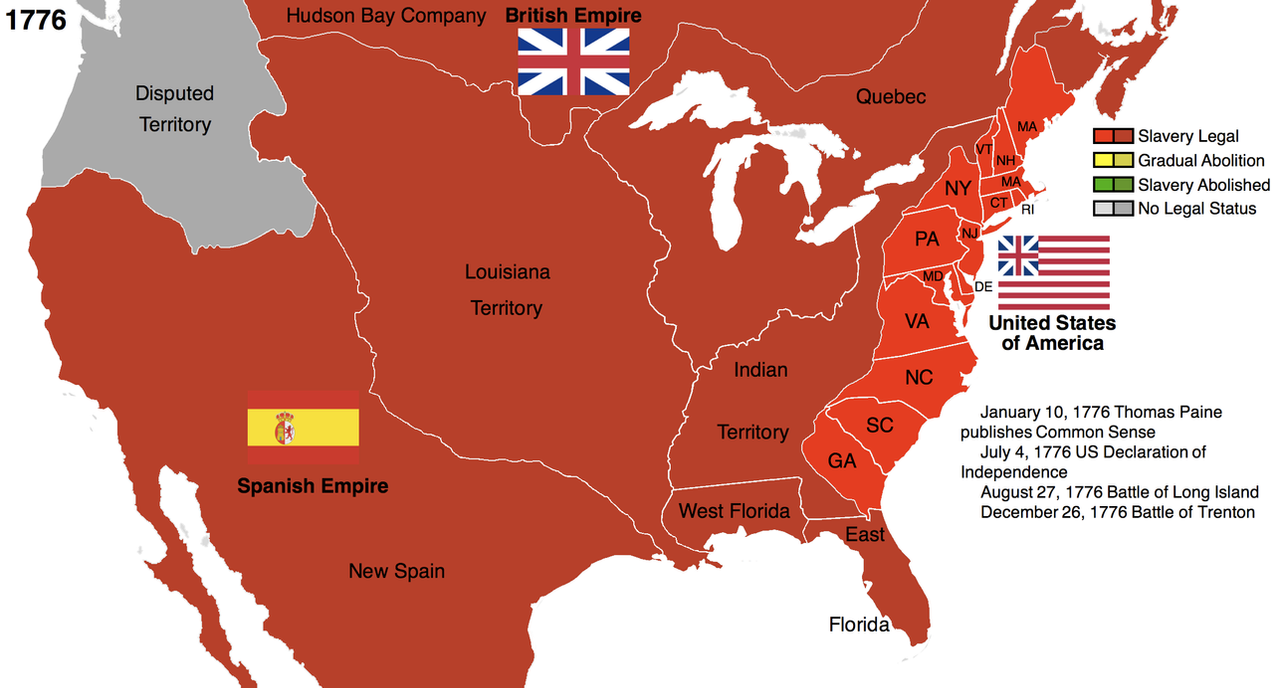 1776
Hudson Bay Company
British Empire
Disputed
Territory
Quebec
MA
VT
NH
NY
MA
CT
RI
PA
NJ
MD
DE
VA
NC
SC
GA
Slavery Legal
Gradual Abolition
Slavery Abolished
No Legal Status
United States
of America
Louisiana
Territory
Indian
Territory
Spanish Empire
West Florida
East
Florida
New Spain
January 10, 1776 Thomas Paine
publishes Common Sense
July 4, 1776 US Declaration of
Independence
August 27, 1776 Battle of Long Island
December 26, 1776 Battle of Trenton